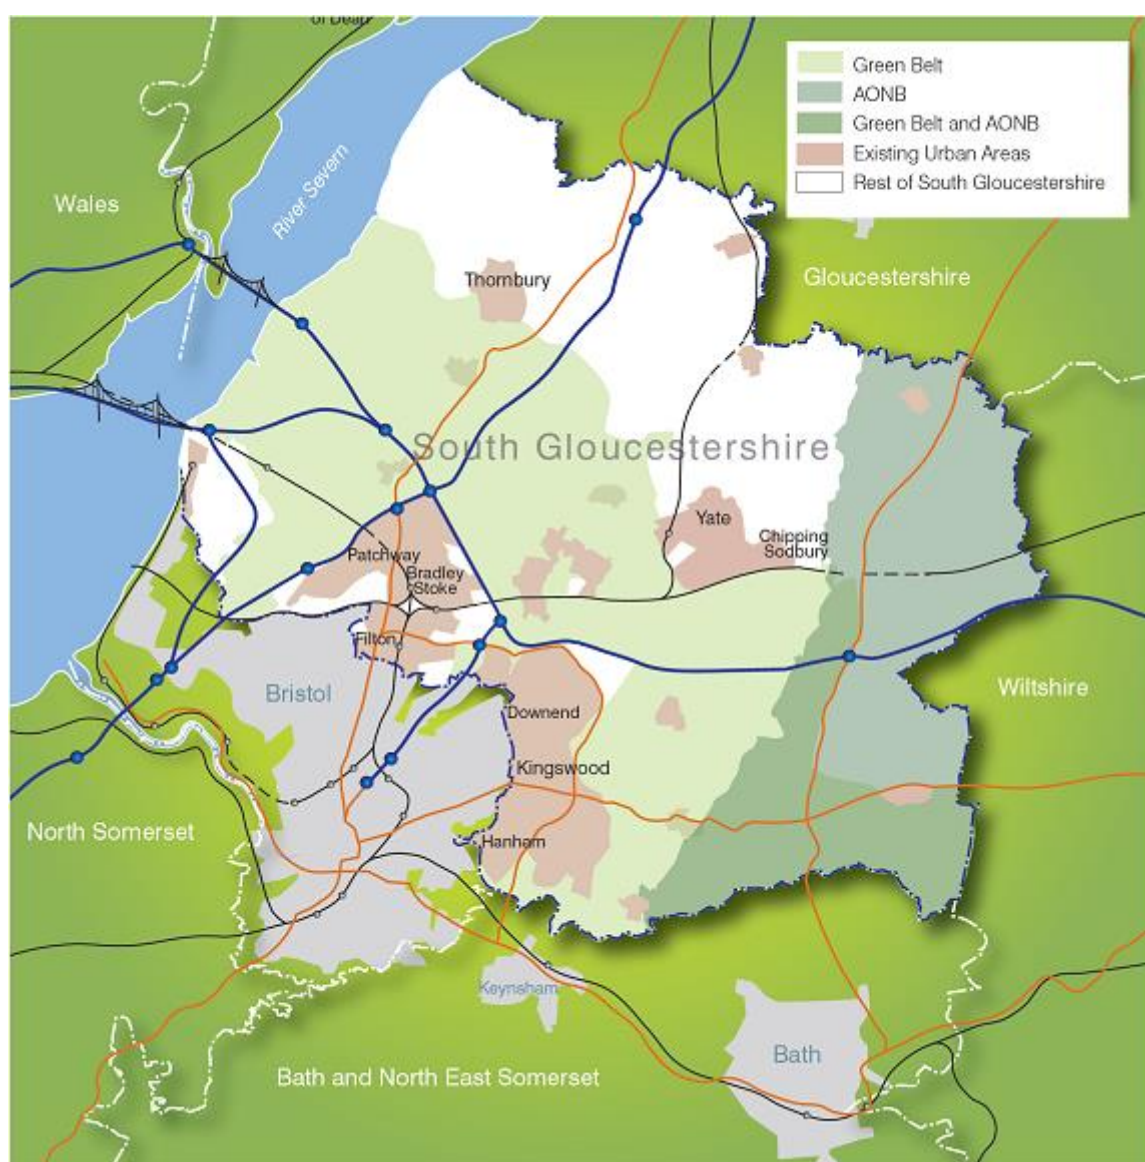 of Dean
Green Belt
AONB
Green Belt and AONB
Existing Urban Areas
Rest of South Gloucestershire
Wales
River Severn
Gloucestershire
Thornbury
South Gloucestershire
Yate
Chipping
Sodbury
Patchway
Bradley
Stoke
Filton
Bristol
Wiltshire
Downend
Kingswood
North Somerset
Hanham
Keynsham
Bath
Bath and North East Somerset